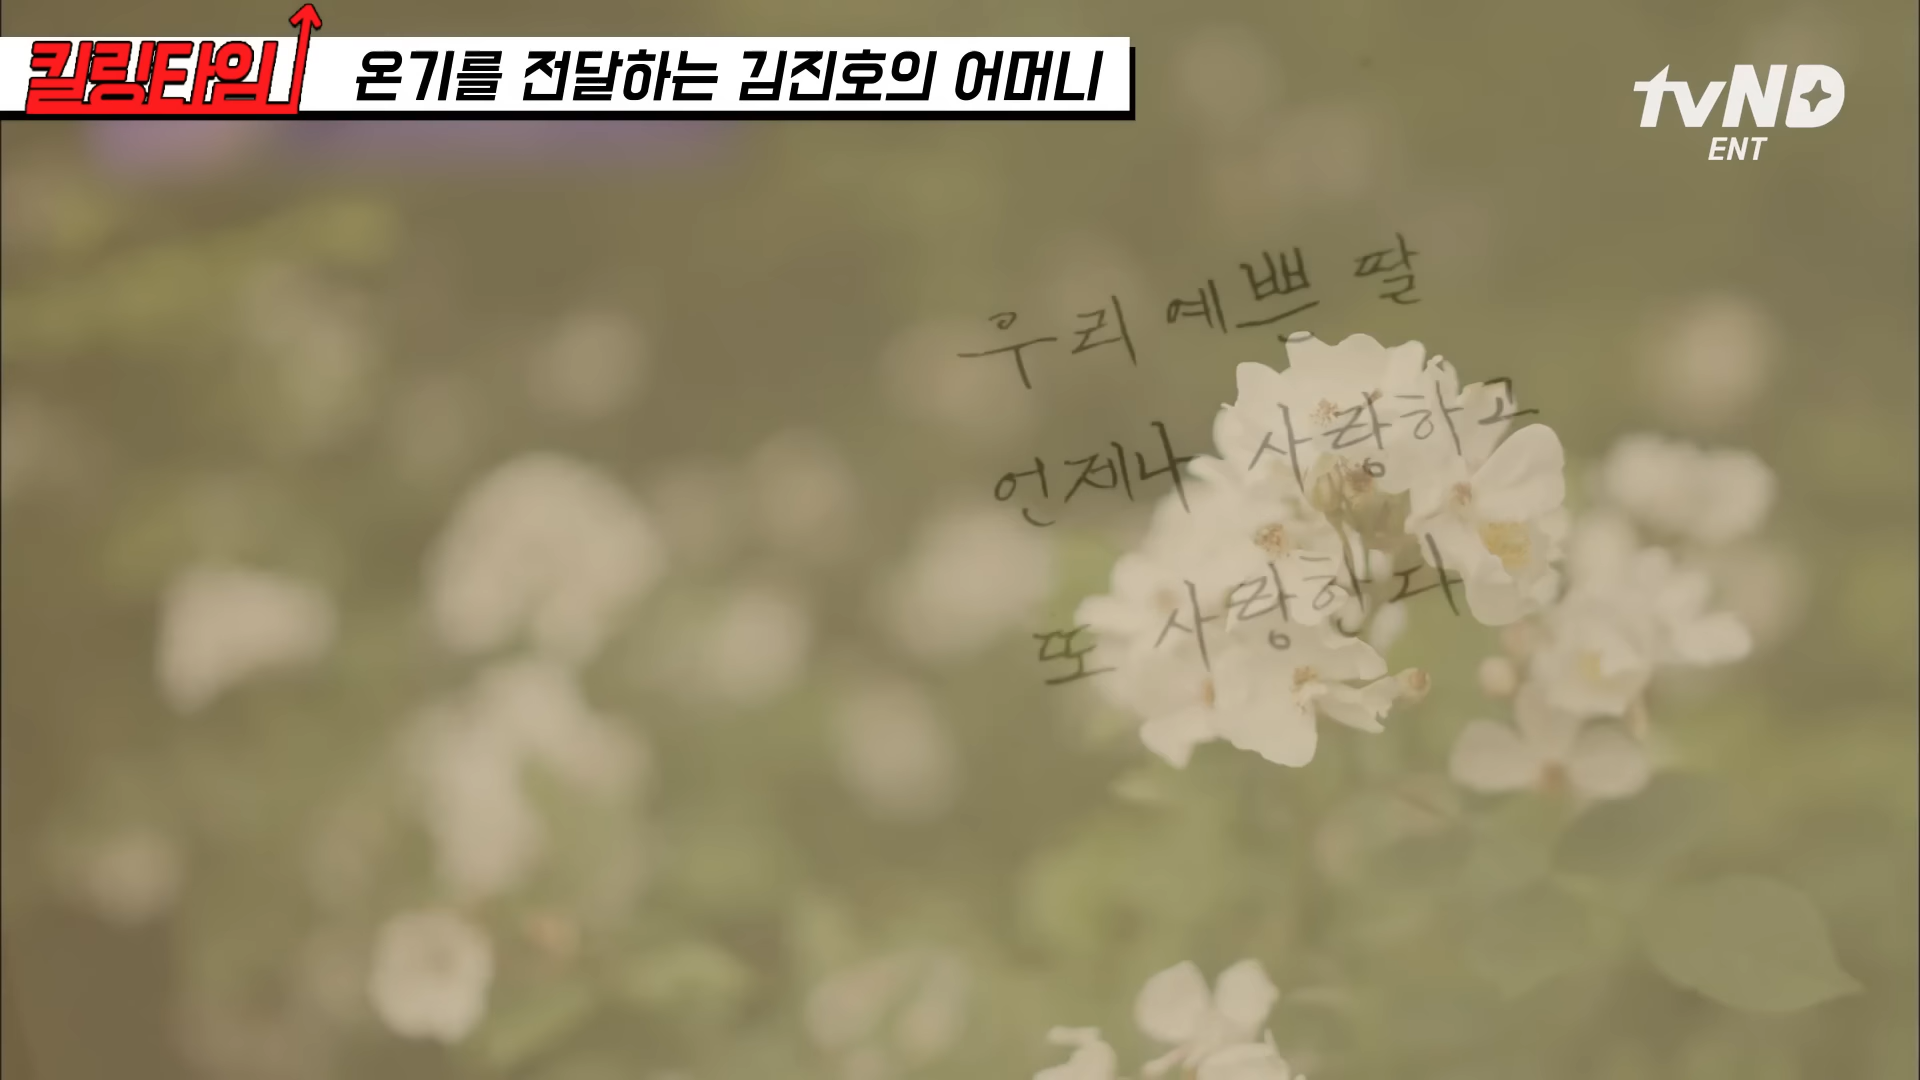 킬링타임 온기를 전달하는 김진호의 어머니
tvND
ENT
우리 예쁜 딸
언제나 사랑하고
또 사랑한다